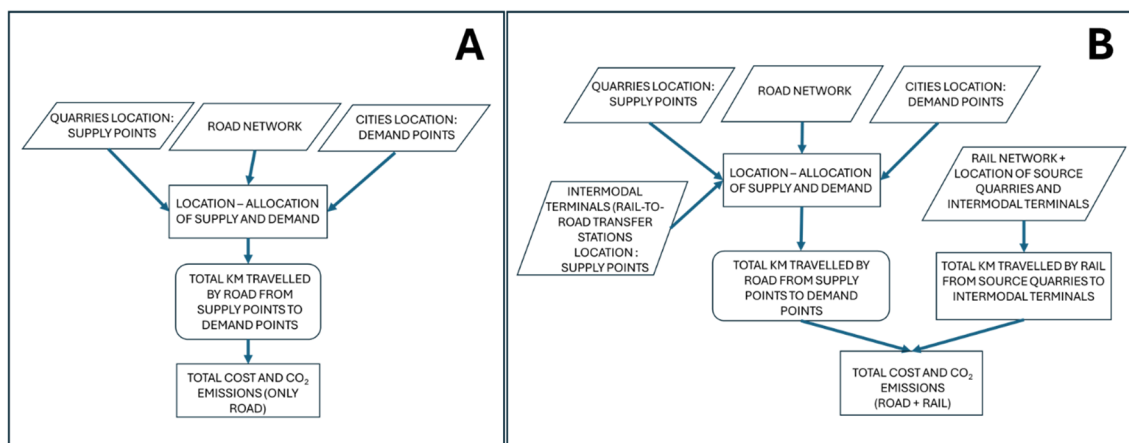 A
QUARRIES LOCATION:
SUPPLY POINTS
ROAD NETWORK
CITIES LOCATION:
DEMAND POINTS
LOCATION – ALLOCATION
OF SUPPLY AND DEMAND
TOTAL KM TRAVELLED
BY ROAD FROM
SUPPLY POINTS TO
DEMAND POINTS
TOTAL COST AND CO₂
EMISSIONS (ONLY
ROAD)
B
QUARRIES LOCATION:
SUPPLY POINTS
ROAD NETWORK
CITIES LOCATION:
DEMAND POINTS
LOCATION – ALLOCATION
OF SUPPLY AND DEMAND
INTERMODAL
TERMINALS (RAIL-TO-
ROAD TRANSFER
STATIONS
LOCATION :
SUPPLY POINTS
RAIL NETWORK +
LOCATION OF SOURCE
QUARRIES AND
INTERMODAL TERMINALS
TOTAL KM TRAVELLED BY
ROAD FROM SUPPLY
POINTS TO DEMAND
POINTS
TOTAL KM TRAVELLED BY RAIL
FROM SOURCE QUARRIES TO
INTERMODAL TERMINALS
TOTAL COST AND CO₂
EMISSIONS
(ROAD + RAIL)